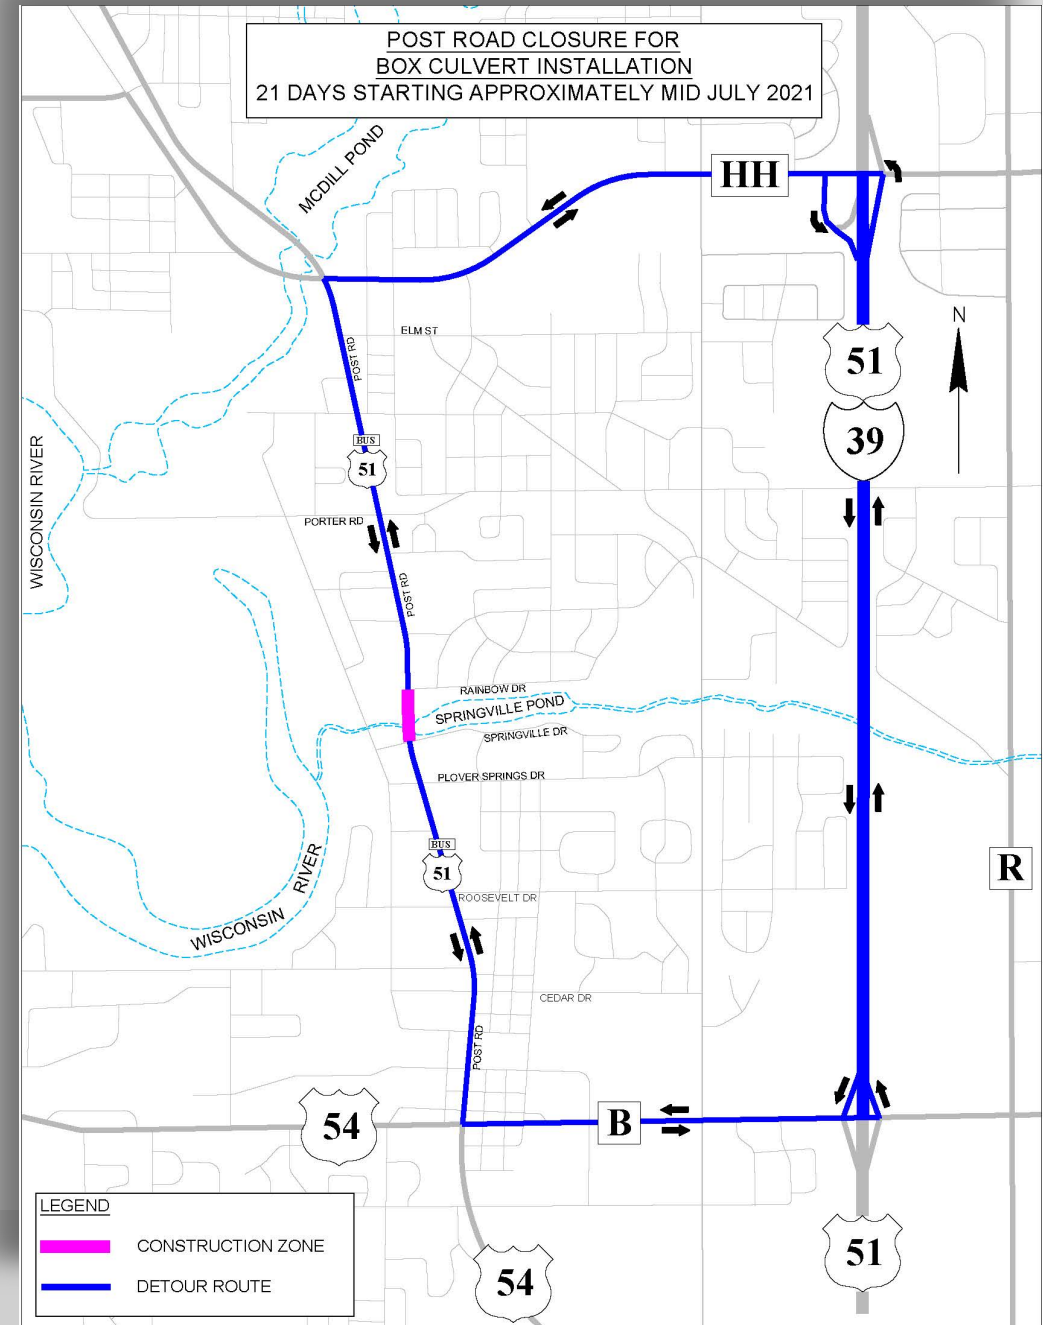 POST ROAD CLOSURE FOR
BOX CULVERT INSTALLATION
21 DAYS STARTING APPROXIMATELY MID JULY 2021
MCDILL POND
HH
N
ELM ST
POST RD
51
39
BUS
51
WISCONSIN RIVER
PORTER RD
POST RD
RAINBOW DR
SPRINGVILLE POND
SPRINGVILLE DR
PLOVER SPRINGS DR
BUS
51
R
RIVER
WISCONSIN
ROOSEVELT DR
CEDAR DR
POST RD
54
B
LEGEND
CONSTRUCTION ZONE
DETOUR ROUTE
54
51